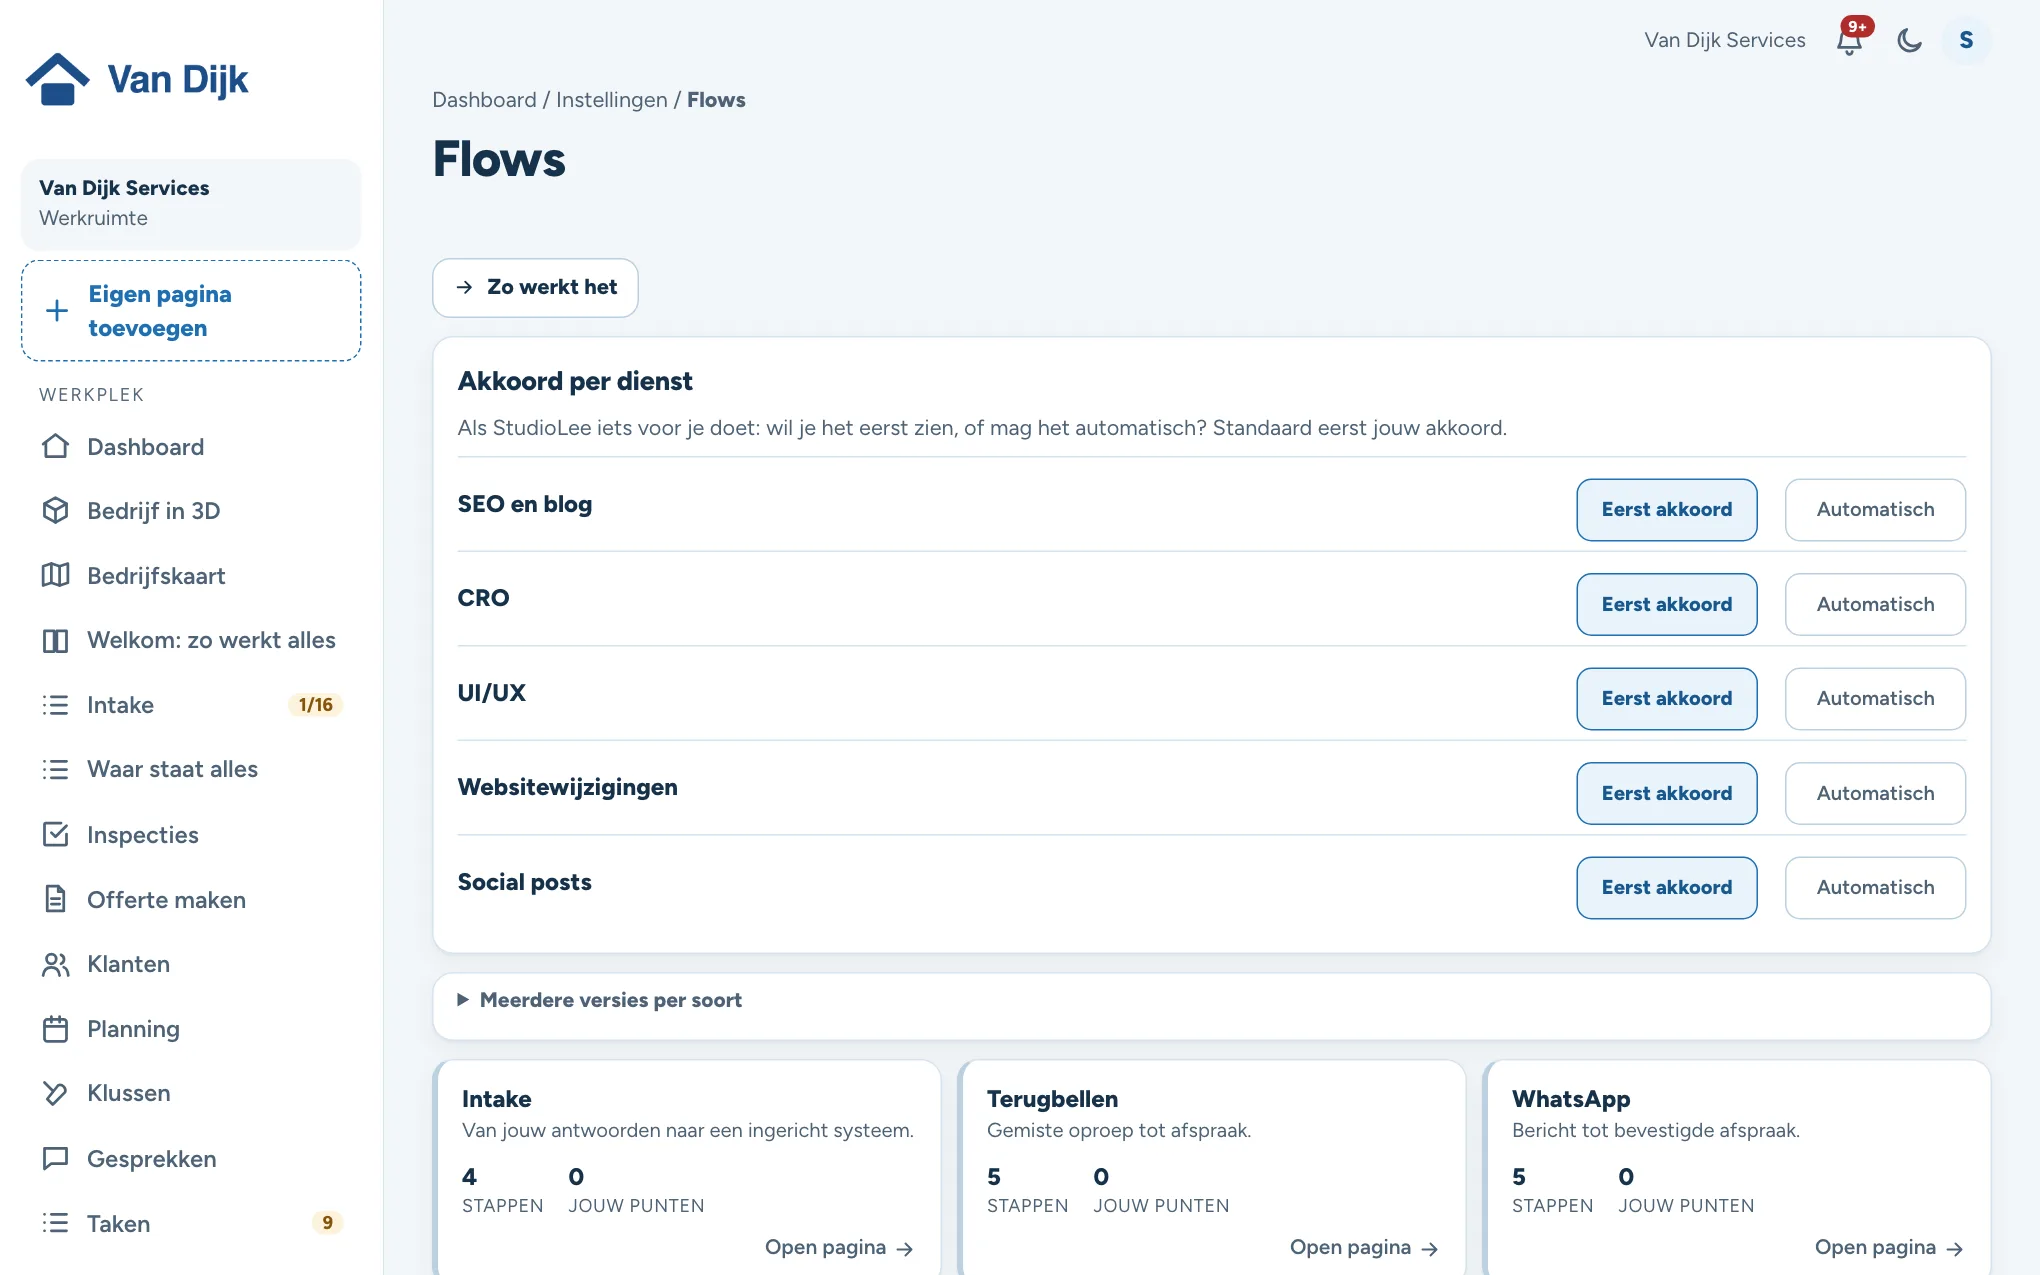 Van Dijk
Van Dijk Services
Werkruimte
Eigen pagina
toevoegen
WERKPLEK
Dashboard
Bedrijf in 3D
Bedrijfskaart
Welkom: zo werkt alles
Intake 1/16
Waar staat alles
Inspecties
Offerte maken
Klanten
Planning
Klussen
Gesprekken
Taken 9
Van Dijk Services 9+ S
Dashboard / Instellingen / Flows
Flows
→ Zo werkt het
Akkoord per dienst
Als StudioLee iets voor je doet: wil je het eerst zien, of mag het automatisch? Standaard eerst jouw akkoord.
SEO en blog Eerst akkoord Automatisch
CRO Eerst akkoord Automatisch
UI/UX Eerst akkoord Automatisch
Websitewijzigingen Eerst akkoord Automatisch
Social posts Eerst akkoord Automatisch
Meerdere versies per soort
Intake
Van jouw antwoorden naar een ingericht systeem.
4 0
STAPPEN JOUW PUNTEN
Open pagina →
Terugbellen
Gemiste oproep tot afspraak.
5 0
STAPPEN JOUW PUNTEN
Open pagina →
WhatsApp
Bericht tot bevestigde afspraak.
5 0
STAPPEN JOUW PUNTEN
Open pagina →